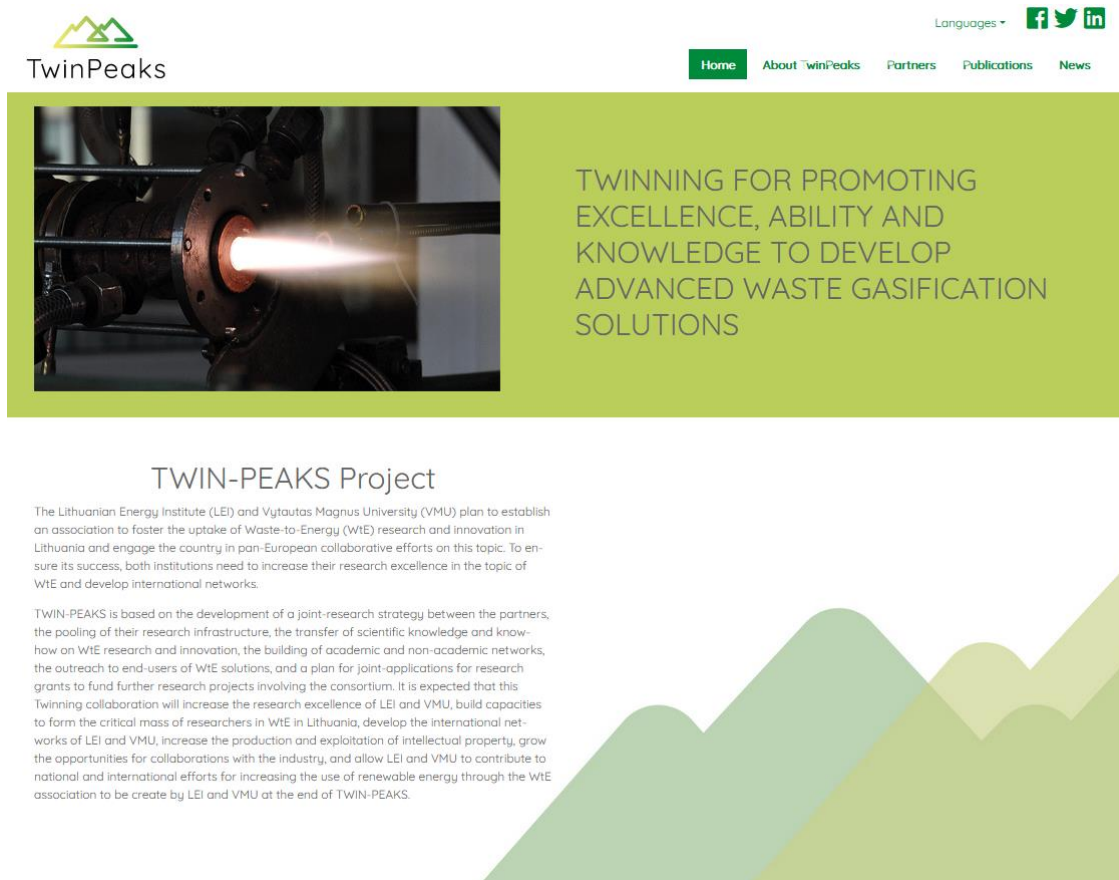 Languages
TwinPeaks
Home About TwinPeaks Partners Publications News
TWINNING FOR PROMOTING
EXCELLENCE, ABILITY AND
KNOWLEDGE TO DEVELOP
ADVANCED WASTE GASIFICATION
SOLUTIONS
TWIN-PEAKS Project
The Lithuanian Energy Institute (LEI) and Vytautas Magnus University (VMU) plan to establish
an association to foster the uptake of Waste-to-Energy (WtE) research and innovation in
Lithuania and engage the country in pan-European collaborative efforts on this topic. To en-
sure its success, both institutions need to increase their research excellence in the topic of
WtE and develop international networks.
TWIN-PEAKS is based on the development of a joint-research strategy between the partners,
the pooling of their research infrastructure, the transfer of scientific knowledge and know-
how on WtE research and innovation, the building of academic and non-academic networks,
the outreach to end-users of WtE solutions, and a plan for joint-applications for research
grants to fund further research projects involving the consortium. It is expected that this
Twinning collaboration will increase the research excellence of LEI and VMU, build capacities
to form the critical mass of researchers in WtE in Lithuania, develop the international net-
works of LEI and VMU, increase the production and exploitation of intellectual property, grow
the opportunities for collaborations with the industry, and allow LEI and VMU to contribute to
national and international efforts for increasing the use of renewable energy through the WtE
association to be create by LEI and VMU at the end of TWIN-PEAKS.